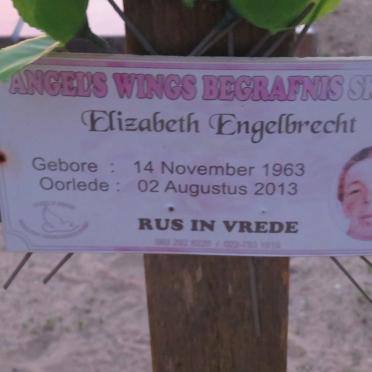 ANGEL'S WINGS BEGRAFNIS
Elizabeth Engelbrecht
Gebore : 14 November 1963
Oorlede : 02 Augustus 2013
RUS IN VREDE